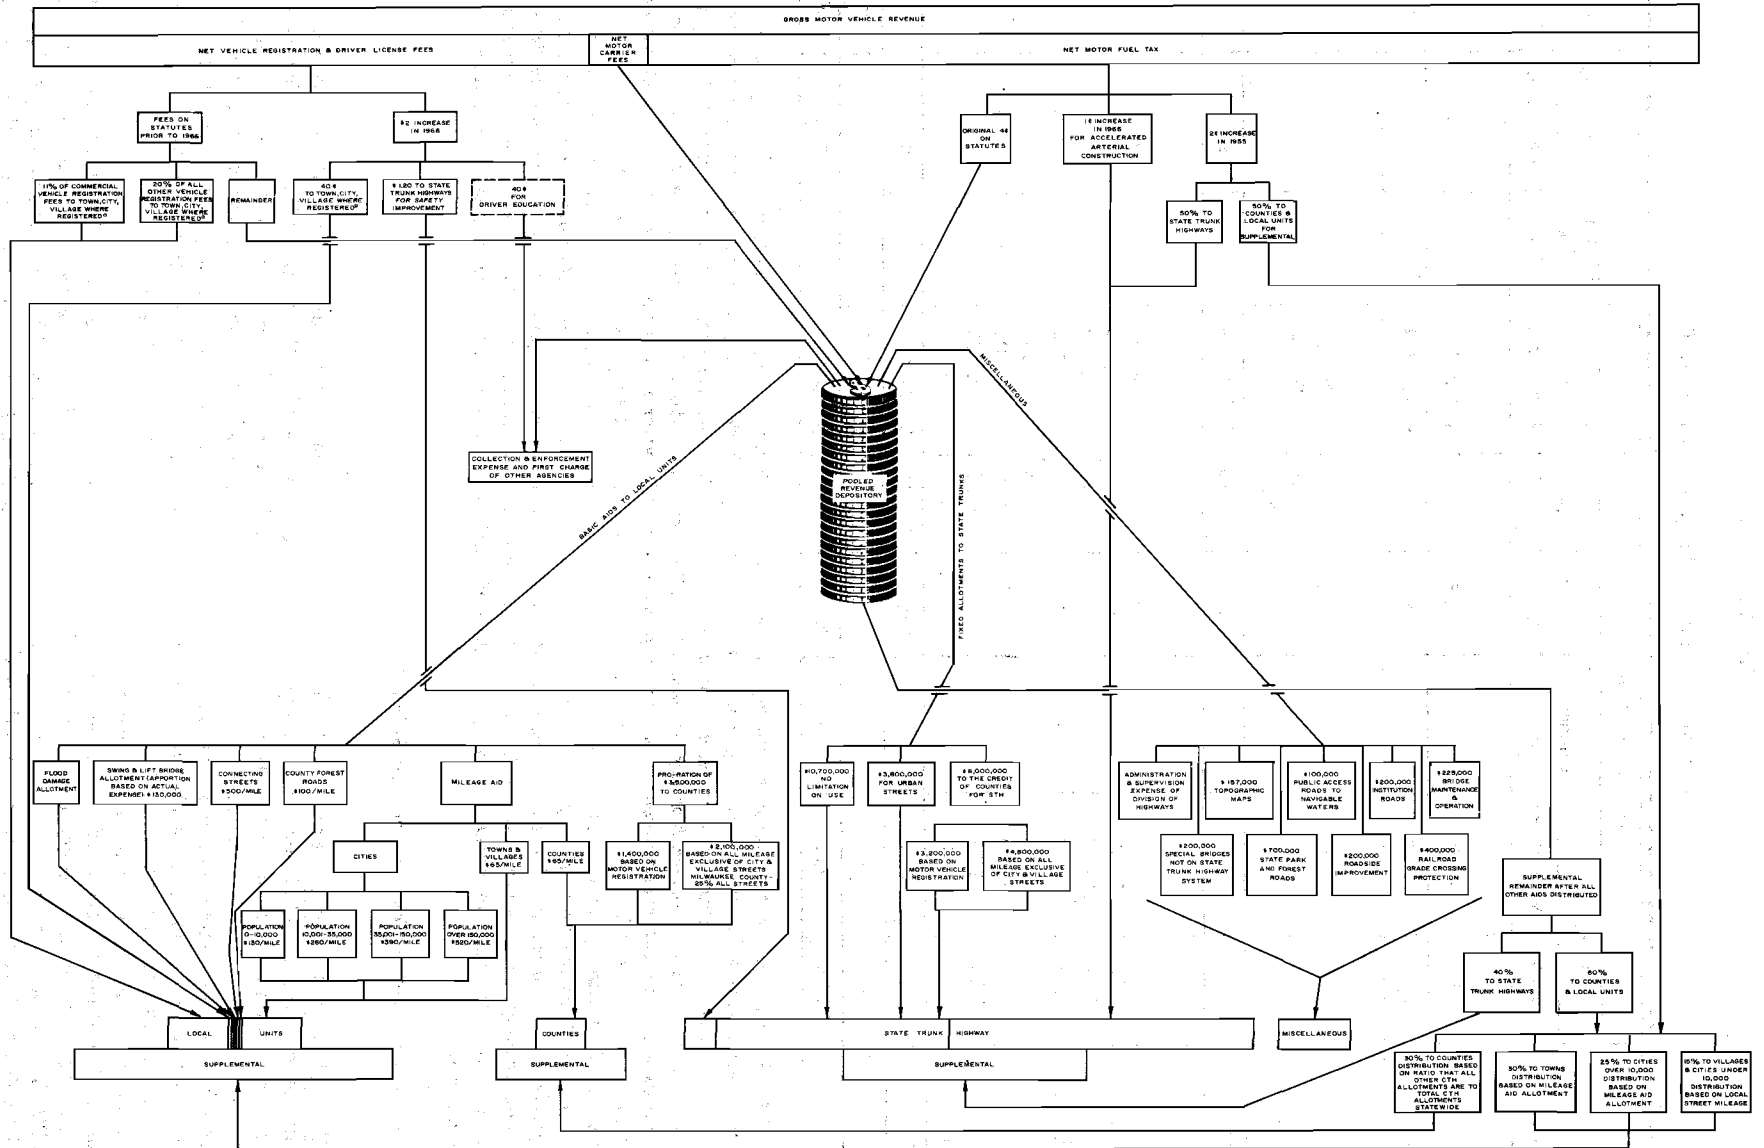 GROSS MOTOR VEHICLE REVENUE
NET VEHICLE REGISTRATION & DRIVER LICENSE FEES
NET
MOTOR
CARRIER
FEES
NET MOTOR FUEL TAX
FEES ON
STATUTES
PRIOR TO 1966
$2 INCREASE
IN 1966
ORIGINAL 4¢
ON
STATUTES
1¢ INCREASE
IN 1966
FOR ACCELERATED
ARTERIAL
CONSTRUCTION
2¢ INCREASE
IN 1955
11% OF COMMERCIAL
VEHICLE REGISTRATION
FEES TO TOWN, CITY,
VILLAGE WHERE
REGISTERED
20% OF ALL
OTHER VEHICLE
REGISTRATION FEES
TO TOWN, CITY,
VILLAGE WHERE
REGISTERED
REMAINDER
40¢
TO TOWN, CITY,
VILLAGE WHERE
REGISTERED
$1.20 TO STATE
TRUNK HIGHWAYS
FOR SAFETY
IMPROVEMENT
40¢
FOR
DRIVER EDUCATION
50% TO
STATE TRUNK
HIGHWAYS
50% TO
COUNTIES &
LOCAL UNITS
FOR
SUPPLEMENTAL
MISCELLANEOUS
COLLECTION & ENFORCEMENT
EXPENSE AND FIRST CHARGE
OF OTHER AGENCIES
BASIC AIDS TO LOCAL UNITS
POOLED
REVENUE
DEPOSITORY
FIXED ALLOTMENTS TO STATE TRUNKS
FLOOD
DAMAGE
ALLOTMENT
SWING & LIFT BRIDGE
ALLOTMENT (APPORTION
BASED ON ACTUAL
EXPENSE) $130,000
CONNECTING
STREETS
$500/MILE
COUNTY FOREST
ROADS
$100/MILE
MILEAGE AID
PRO-RATION OF
$3,500,000
TO COUNTIES
$10,700,000
NO
LIMITATION
ON USE
$3,800,000
FOR URBAN
STREETS
$8,000,000
TO THE CREDIT
OF COUNTIES
FOR STH
ADMINISTRATION
& SUPERVISION
EXPENSE OF
DIVISION OF
HIGHWAYS
$157,000
TOPOGRAPHIC
MAPS
$100,000
PUBLIC ACCESS
ROADS TO
NAVIGABLE
WATERS
$200,000
INSTITUTION
ROADS
$225,000
BRIDGE
MAINTENANCE
&
OPERATION
CITIES
TOWNS &
VILLAGES
$65/MILE
COUNTIES
$65/MILE
$1,400,000
BASED ON
MOTOR VEHICLE
REGISTRATION
$2,100,000
BASED ON ALL MILEAGE
EXCLUSIVE OF CITY &
VILLAGE STREETS
MILWAUKEE COUNTY-
25% ALL STREETS
$3,200,000
BASED ON
MOTOR VEHICLE
REGISTRATION
$4,800,000
BASED ON ALL
MILEAGE EXCLUSIVE
OF CITY & VILLAGE
STREETS
$200,000
SPECIAL BRIDGES
NOT ON STATE
TRUNK HIGHWAY
SYSTEM
$700,000
STATE PARK
AND FOREST
ROADS
$200,000
ROADSIDE
IMPROVEMENT
$400,000
RAILROAD
GRADE CROSSING
PROTECTION
SUPPLEMENTAL
REMAINDER AFTER ALL
OTHER AIDS DISTRIBUTED
POPULATION
0-10,000
$130/MILE
POPULATION
10,001-35,000
$260/MILE
POPULATION
35,001-150,000
$390/MILE
POPULATION
OVER 150,000
$520/MILE
40%
TO STATE
TRUNK HIGHWAYS
60%
TO COUNTIES
& LOCAL UNITS
LOCAL UNITS
SUPPLEMENTAL
COUNTIES
SUPPLEMENTAL
STATE TRUNK HIGHWAY
SUPPLEMENTAL
MISCELLANEOUS
30% TO COUNTIES
DISTRIBUTION BASED
ON RATIO THAT ALL
OTHER CTH
ALLOTMENTS ARE TO
TOTAL CTH
ALLOTMENTS
STATEWIDE
30% TO TOWNS
DISTRIBUTION
BASED ON MILEAGE
AID ALLOTMENT
25% TO CITIES
OVER 10,000
DISTRIBUTION
BASED ON
MILEAGE AID
ALLOTMENT
15% TO VILLAGES
& CITIES UNDER
10,000
DISTRIBUTION
BASED ON LOCAL
STREET MILEAGE